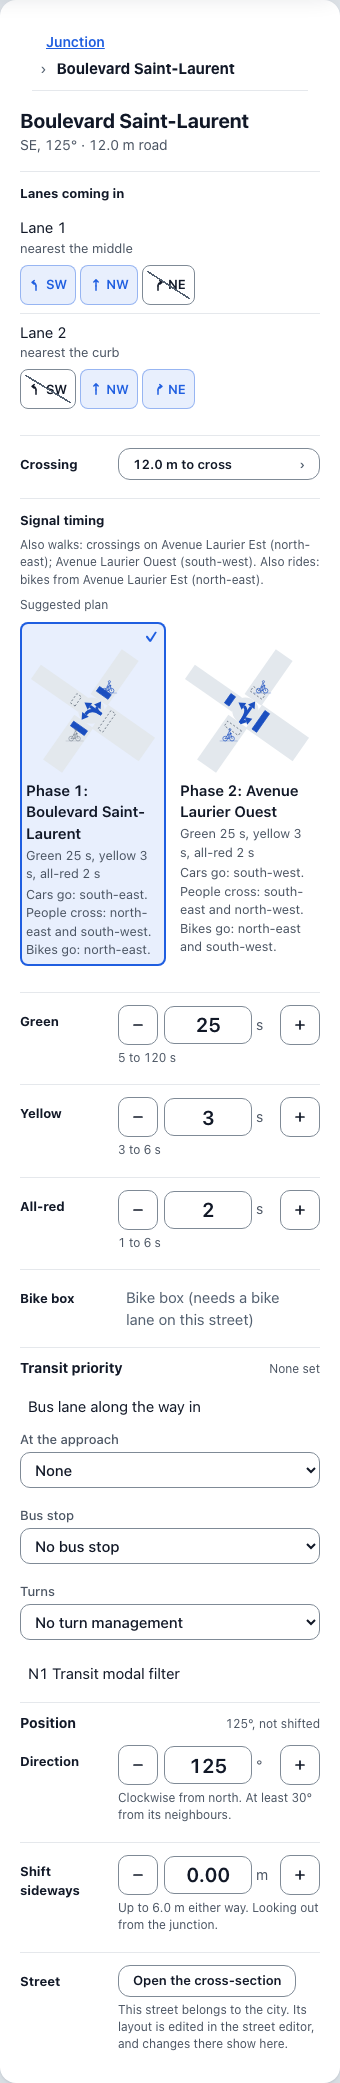 Junction
› Boulevard Saint-Laurent
Boulevard Saint-Laurent
SE, 125° · 12.0 m road
Lanes coming in
Lane 1
nearest the middle
SW NW NE
Lane 2
nearest the curb
SW NW NE
Crossing 12.0 m to cross ›
Signal timing
Also walks: crossings on Avenue Laurier Est (north-
east); Avenue Laurier Ouest (south-west). Also rides:
bikes from Avenue Laurier Est (north-east).
Suggested plan
Phase 1:
Boulevard Saint-
Laurent
Green 25 s, yellow 3
s, all-red 2 s
Cars go: south-east.
People cross: north-
east and south-west.
Bikes go: north-east.
Phase 2: Avenue
Laurier Ouest
Green 25 s, yellow 3
s, all-red 2 s
Cars go: south-west.
People cross: south-
east and north-west.
Bikes go: north-east
and south-west.
Green − 25 s +
5 to 120 s
Yellow − 3 s +
3 to 6 s
All-red − 2 s +
1 to 6 s
Bike box Bike box (needs a bike
lane on this street)
Transit priority None set
Bus lane along the way in
At the approach
None
Bus stop
No bus stop
Turns
No turn management
N1 Transit modal filter
Position 125°, not shifted
Direction − 125 ° +
Clockwise from north. At least 30°
from its neighbours.
Shift
sideways − 0.00 m +
Up to 6.0 m either way. Looking out
from the junction.
Street Open the cross-section
This street belongs to the city. Its
layout is edited in the street editor,
and changes there show here.